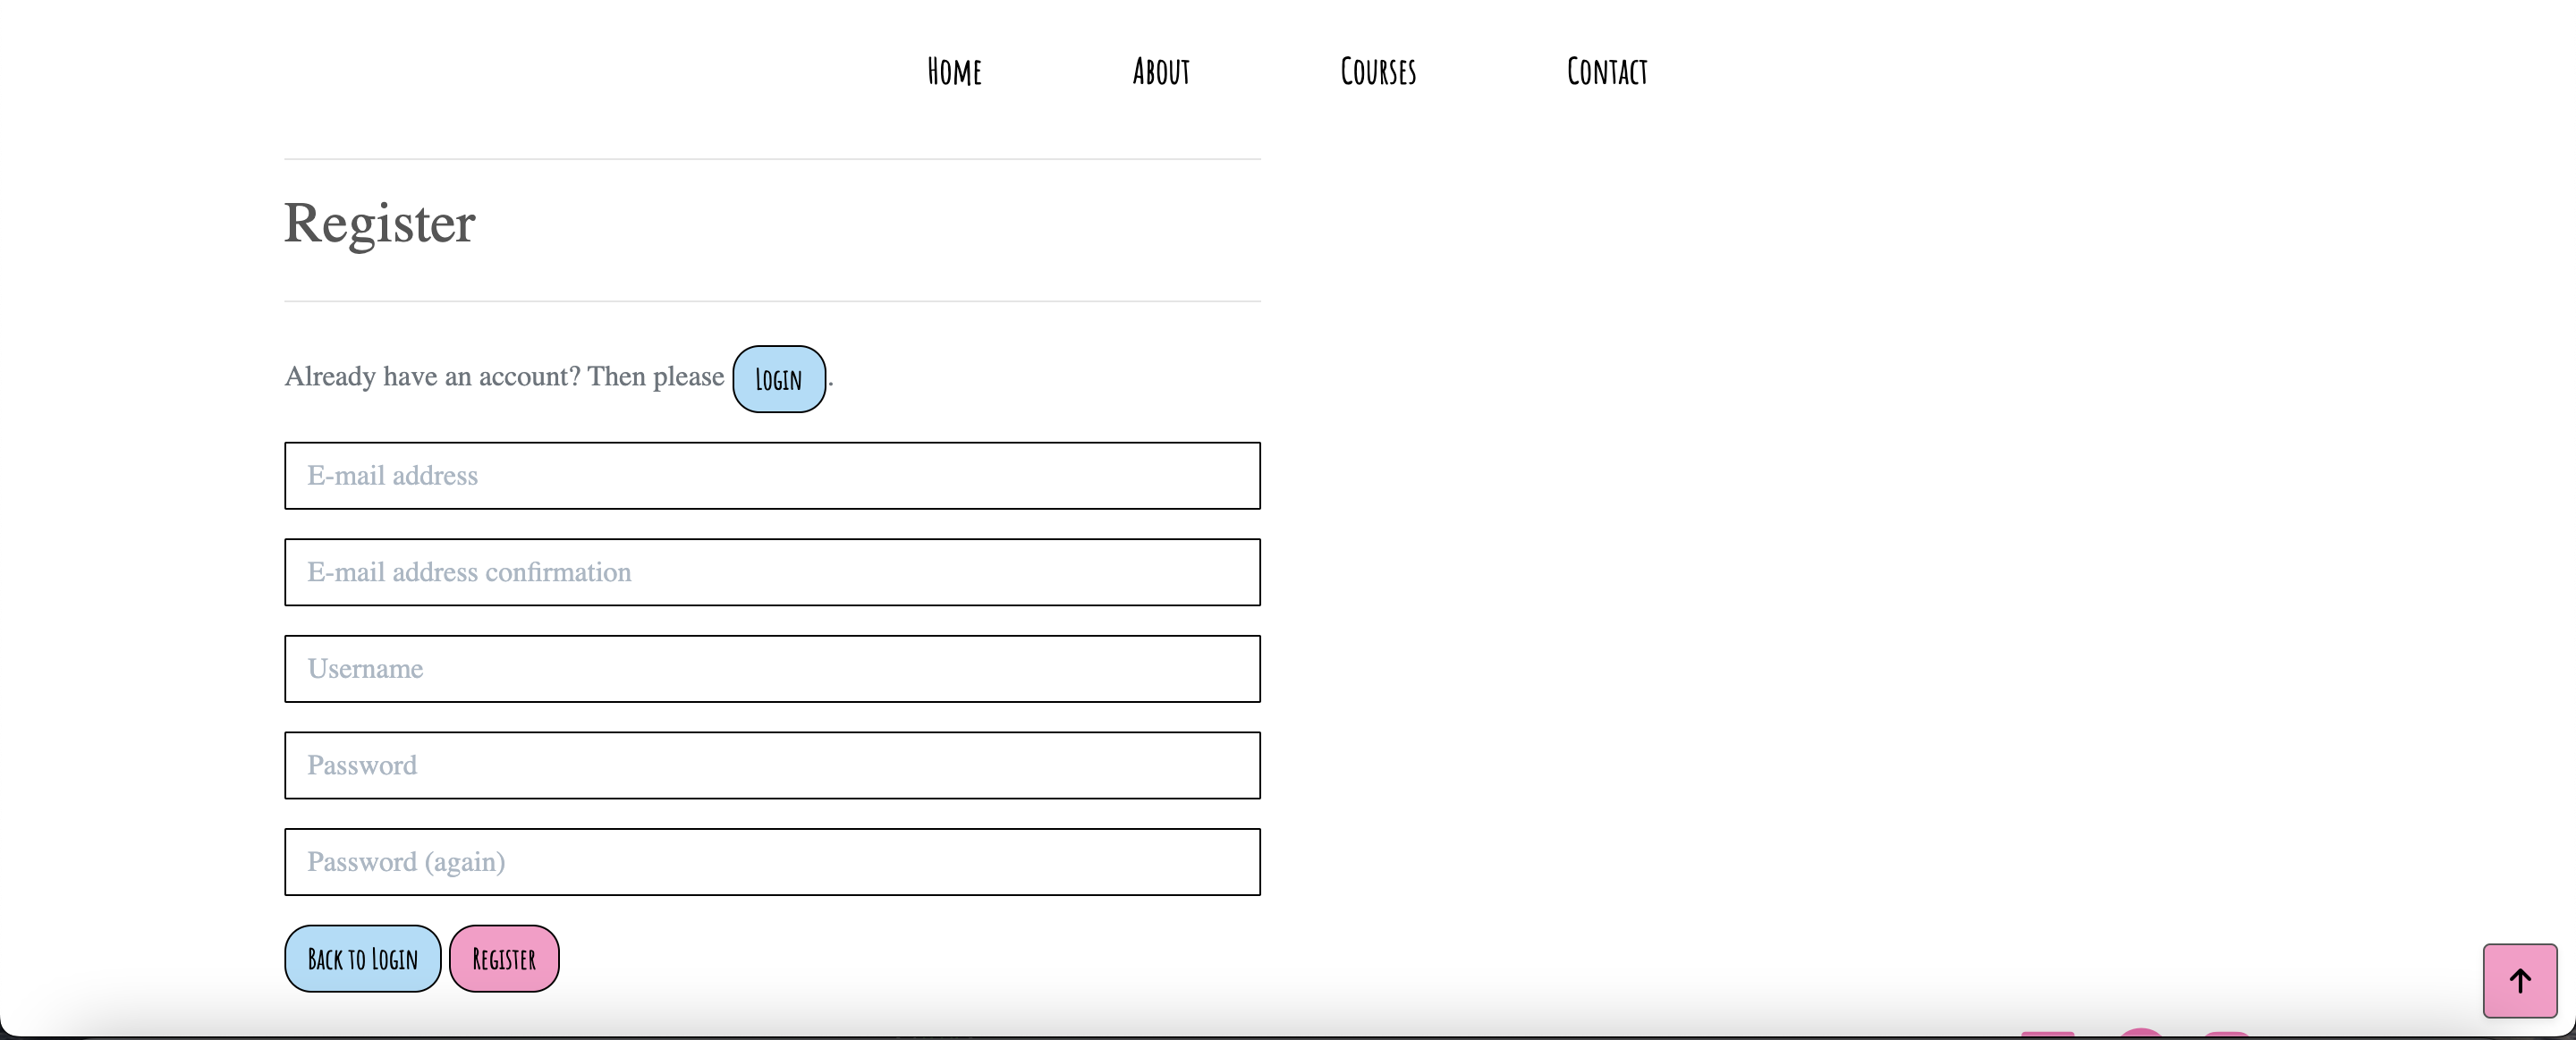 Home About Courses Contact
Register
Already have an account? Then please Login.
E-mail address
E-mail address confirmation
Username
Password
Password (again)
Back to Login Register